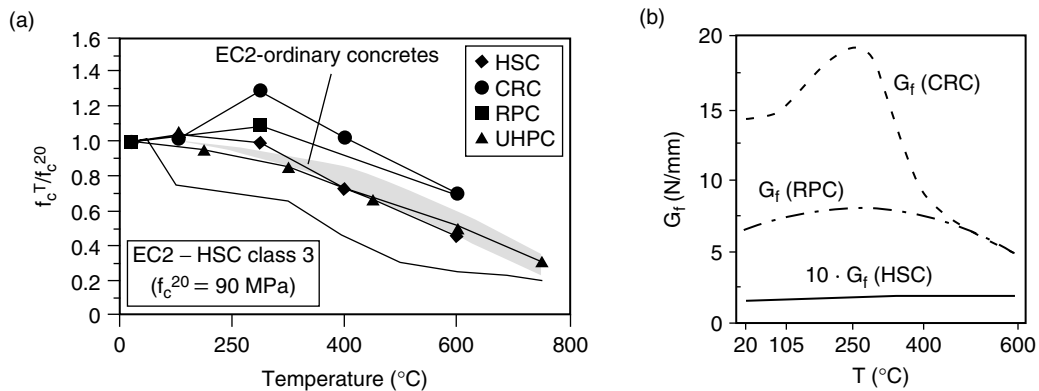 (a)
1.6
1.4
1.2
1.0
0.8
0.6
0.4
0.2
0
f_c^T/f_c^20
EC2-ordinary concretes
HSC
CRC
RPC
UHPC
EC2 – HSC class 3
(f_c^20 = 90 MPa)
0 250 400 600 800
Temperature (°C)
(b)
20
15
10
5
0
G_f (N/mm)
G_f (CRC)
G_f (RPC)
10 · G_f (HSC)
20 105 250 400 600
T (°C)